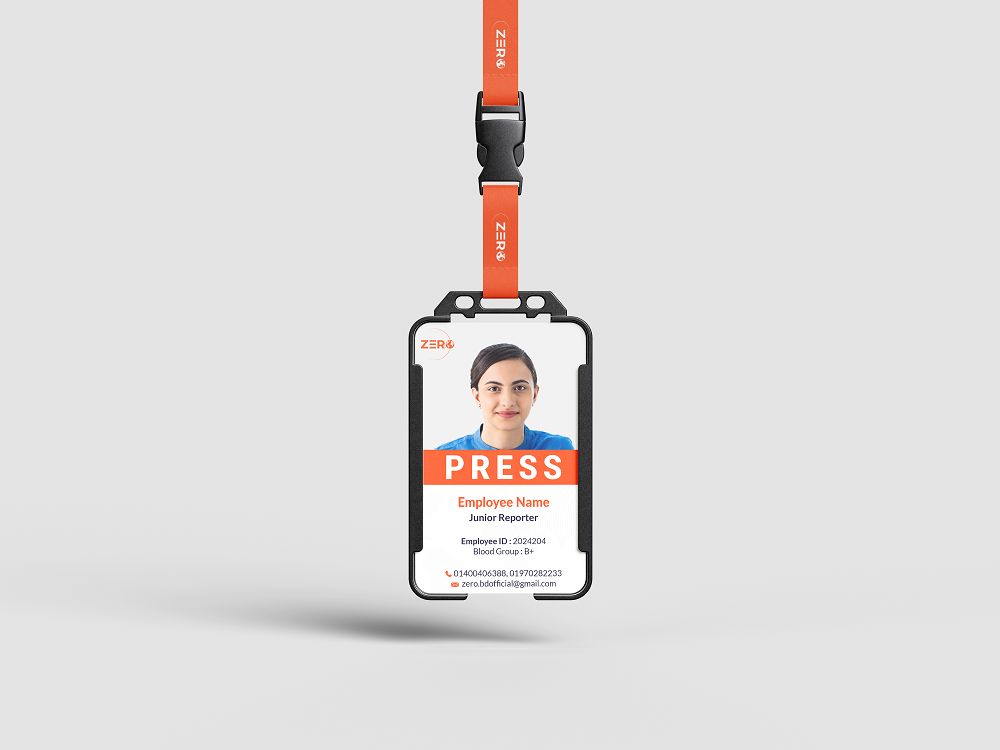 ZERO
ZERO
ZERO
PRESS
Employee Name
Junior Reporter
Employee ID : 2024204
Blood Group : B+
01400406388, 01970282233
zero.bdofficial@gmail.com